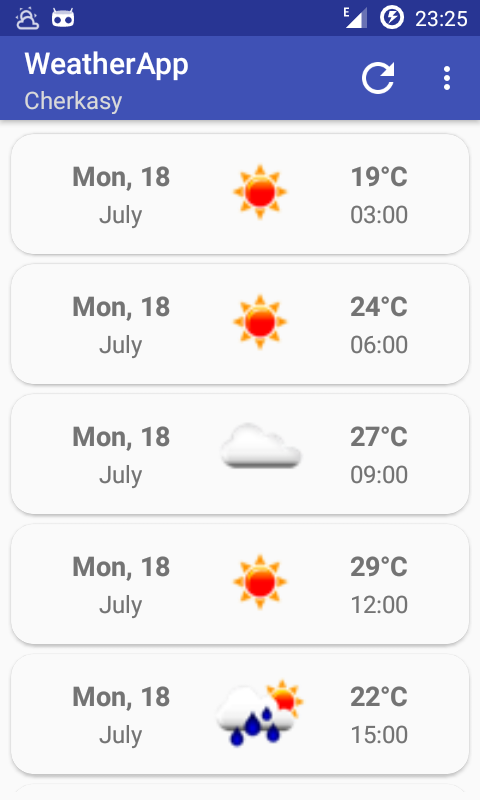 E
23:25
WeatherApp
Cherkasy
Mon, 18
July
19°C
03:00
Mon, 18
July
24°C
06:00
Mon, 18
July
27°C
09:00
Mon, 18
July
29°C
12:00
Mon, 18
July
22°C
15:00